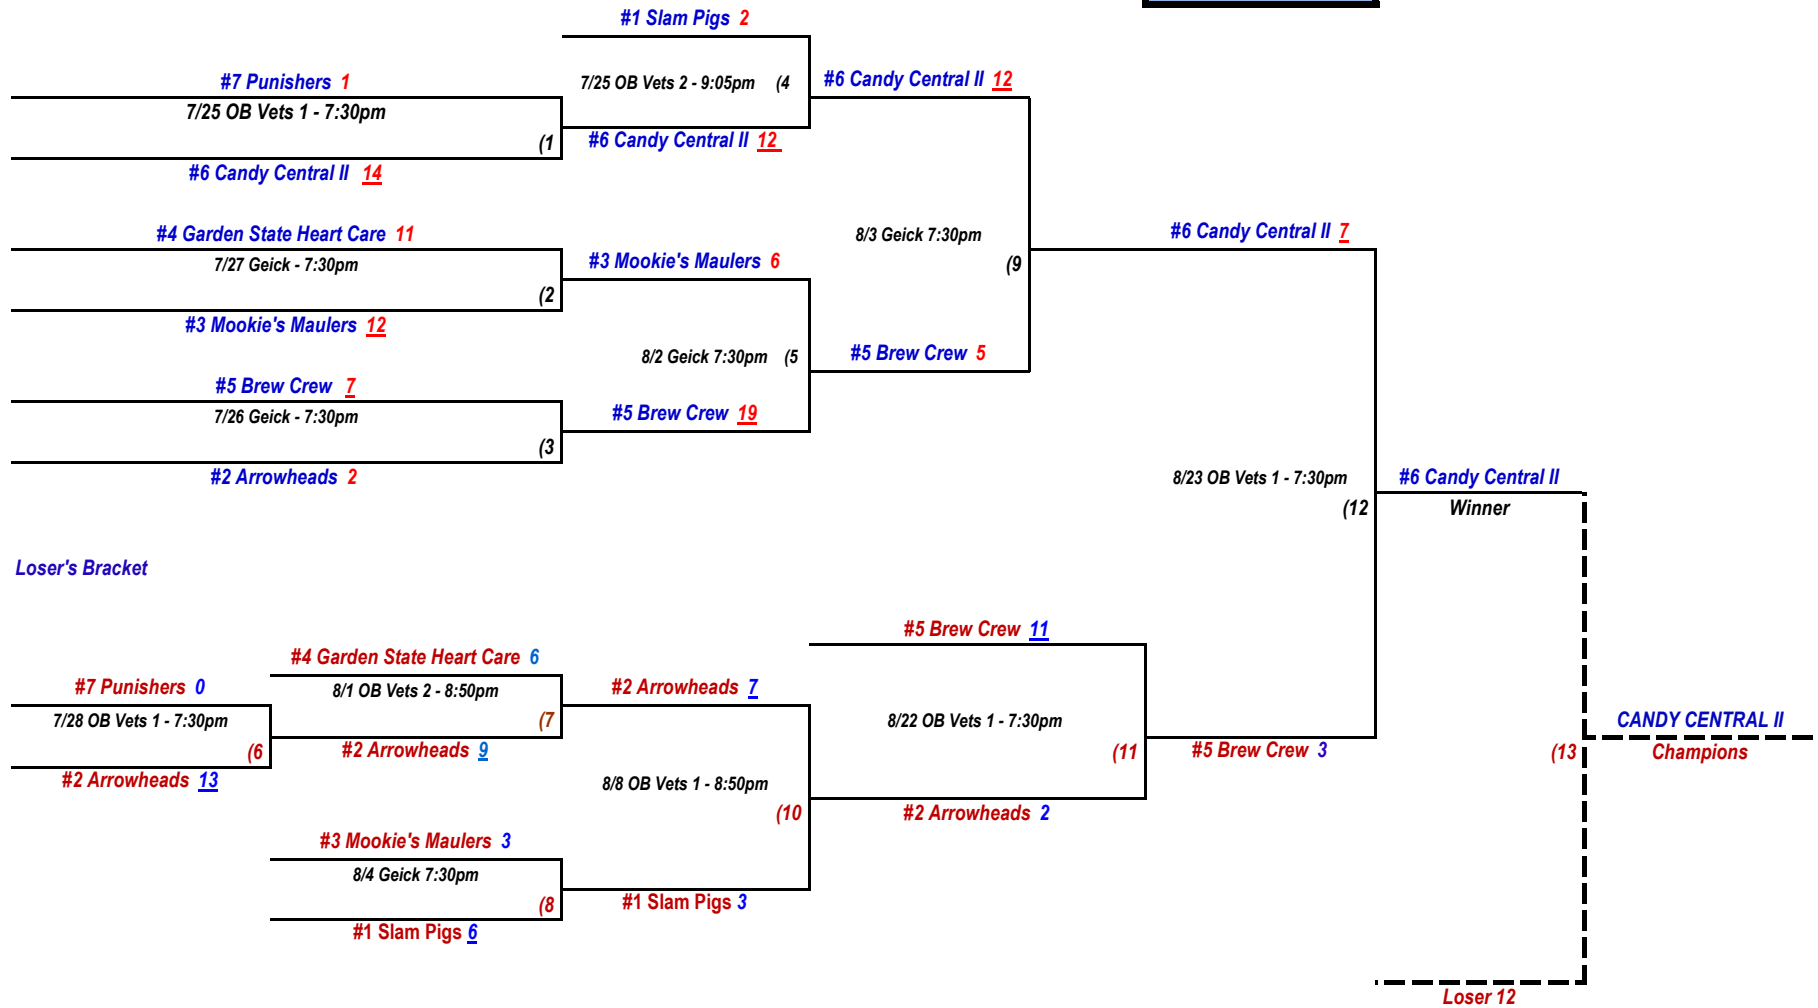 #1 Slam Pigs 2
#7 Punishers 1
7/25 OB Vets 2 - 9:05pm (4
#6 Candy Central II 12
7/25 OB Vets 1 - 7:30pm
(1
#6 Candy Central II 12
#6 Candy Central II 14
#4 Garden State Heart Care 11
8/3 Geick 7:30pm
#6 Candy Central II 7
7/27 Geick - 7:30pm
#3 Mookie's Maulers 6
(9
(2
#3 Mookie's Maulers 12
8/2 Geick 7:30pm (5
#5 Brew Crew 5
#5 Brew Crew 7
7/26 Geick - 7:30pm
#5 Brew Crew 19
(3
#2 Arrowheads 2
8/23 OB Vets 1 - 7:30pm
#6 Candy Central II
(12
Winner
Loser's Bracket
#5 Brew Crew 11
#4 Garden State Heart Care 6
#7 Punishers 0
8/1 OB Vets 2 - 8:50pm
#2 Arrowheads 7
7/28 OB Vets 1 - 7:30pm
(7
8/22 OB Vets 1 - 7:30pm
CANDY CENTRAL II
(6
#2 Arrowheads 9
(11
#5 Brew Crew 3
(13
Champions
#2 Arrowheads 13
8/8 OB Vets 1 - 8:50pm
(10
#2 Arrowheads 2
#3 Mookie's Maulers 3
8/4 Geick 7:30pm
(8
#1 Slam Pigs 3
#1 Slam Pigs 6
Loser 12